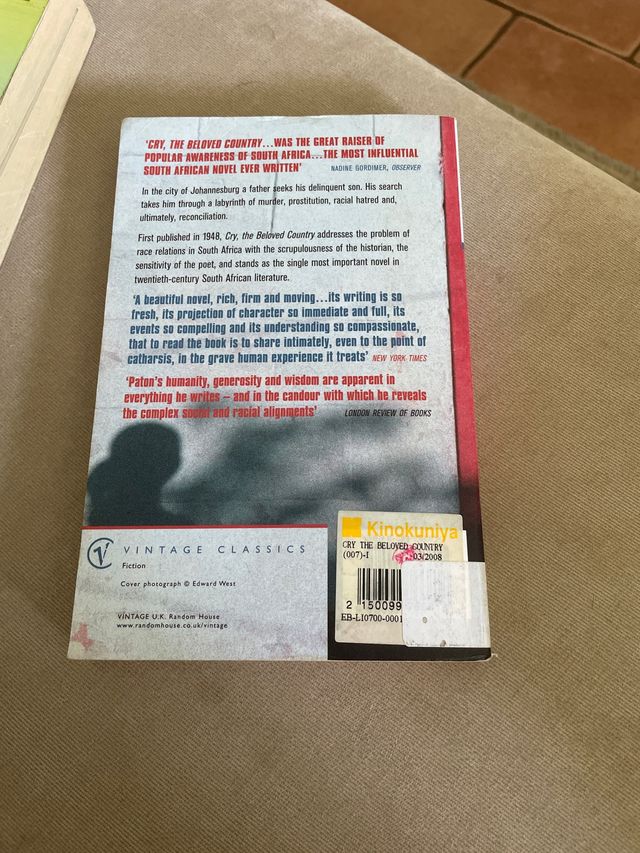 'CRY, THE BELOVED COUNTRY...WAS THE GREAT RAISER OF
POPULAR AWARENESS OF SOUTH AFRICA...THE MOST INFLUENTIAL
SOUTH AFRICAN NOVEL EVER WRITTEN' NADINE GORDIMER, OBSERVER
In the city of Johannesburg a father seeks his delinquent son. His search
takes him through a labyrinth of murder, prostitution, racial hatred and,
ultimately, reconciliation.
First published in 1948, Cry, the Beloved Country addresses the problem of
race relations in South Africa with the scrupulousness of the historian, the
sensitivity of the poet, and stands as the single most important novel in
twentieth-century South African literature.
'A beautiful novel, rich, firm and moving...its writing is so
fresh, its projection of character so immediate and full, its
events so compelling and its understanding so compassionate,
that to read the book is to share intimately, even to the point of
catharsis, in the grave human experience it treats' NEW YORK TIMES
'Paton's humanity, generosity and wisdom are apparent in
everything he writes – and in the candour with which he reveals
the complex social and racial alignments' LONDON REVIEW OF BOOKS
V VINTAGE CLASSICS
Fiction
Cover photograph © Edward West
VINTAGE U.K. Random House
www.randomhouse.co.uk/vintage
Kinokuniya
CRY THE BELOVED COUNTRY
(007)-I 03/2008
2 150099
EB-LI0700-0001